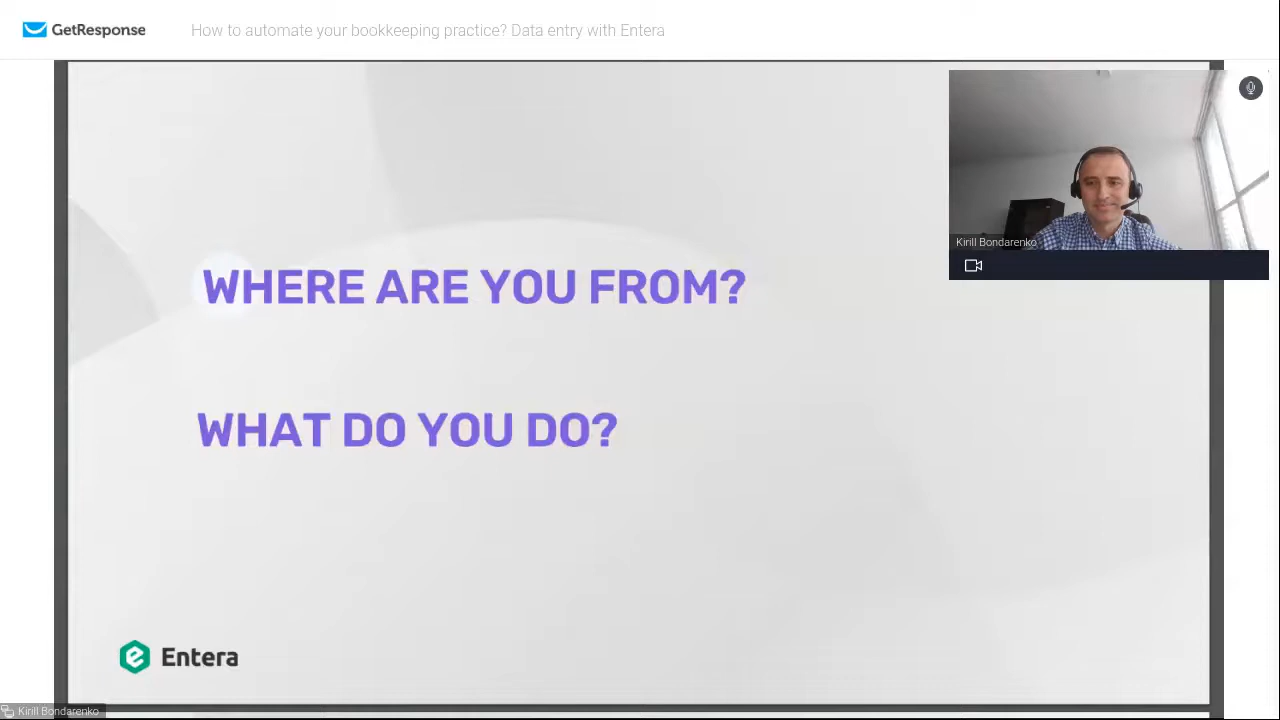 GetResponse
How to automate your bookkeeping practice? Data entry with Entera
Kirill Bondarenko
WHERE ARE YOU FROM?
WHAT DO YOU DO?
Entera
Kirill Bondarenko